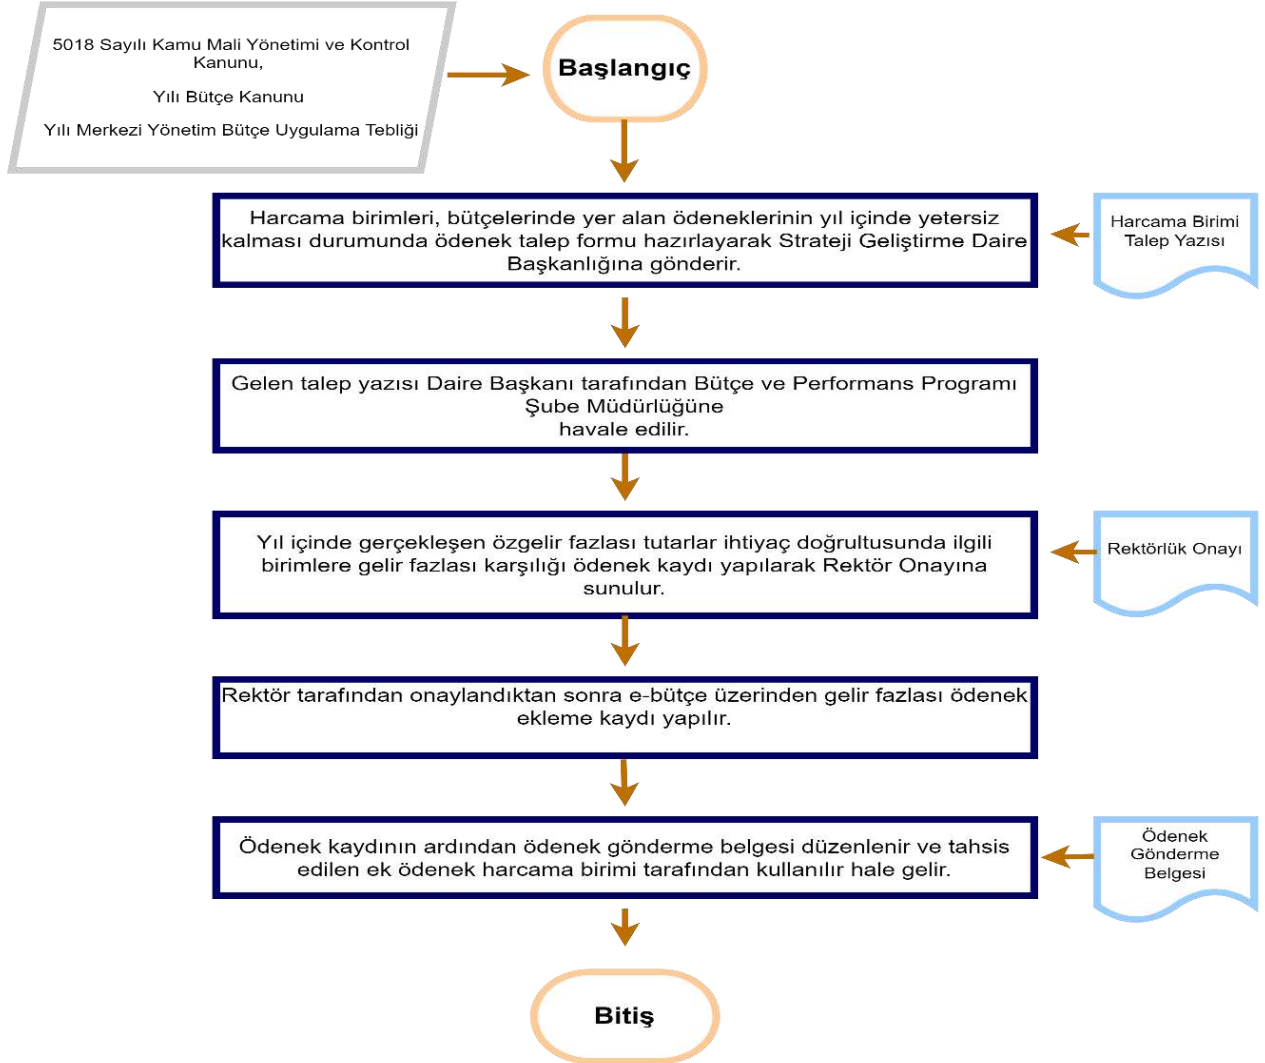 5018 Sayılı Kamu Mali Yönetimi ve Kontrol
Kanunu,
Yılı Bütçe Kanunu
Yılı Merkezi Yönetim Bütçe Uygulama Tebliği
Başlangıç
Harcama birimleri, bütçelerinde yer alan ödeneklerinin yıl içinde yetersiz
kalması durumunda ödenek talep formu hazırlayarak Strateji Geliştirme Daire
Başkanlığına gönderir.
Harcama Birimi
Talep Yazısı
Gelen talep yazısı Daire Başkanı tarafından Bütçe ve Performans Programı
Şube Müdürlüğüne
havale edilir.
Yıl içinde gerçekleşen özgelir fazlası tutarlar ihtiyaç doğrultusunda ilgili
birimlere gelir fazlası karşılığı ödenek kaydı yapılarak Rektör Onayına
sunulur.
Rektörlük Onayı
Rektör tarafından onaylandıktan sonra e-bütçe üzerinden gelir fazlası ödenek
ekleme kaydı yapılır.
Ödenek kaydının ardından ödenek gönderme belgesi düzenlenir ve tahsis
edilen ek ödenek harcama birimi tarafından kullanılır hale gelir.
Ödenek
Gönderme
Belgesi
Bitiş